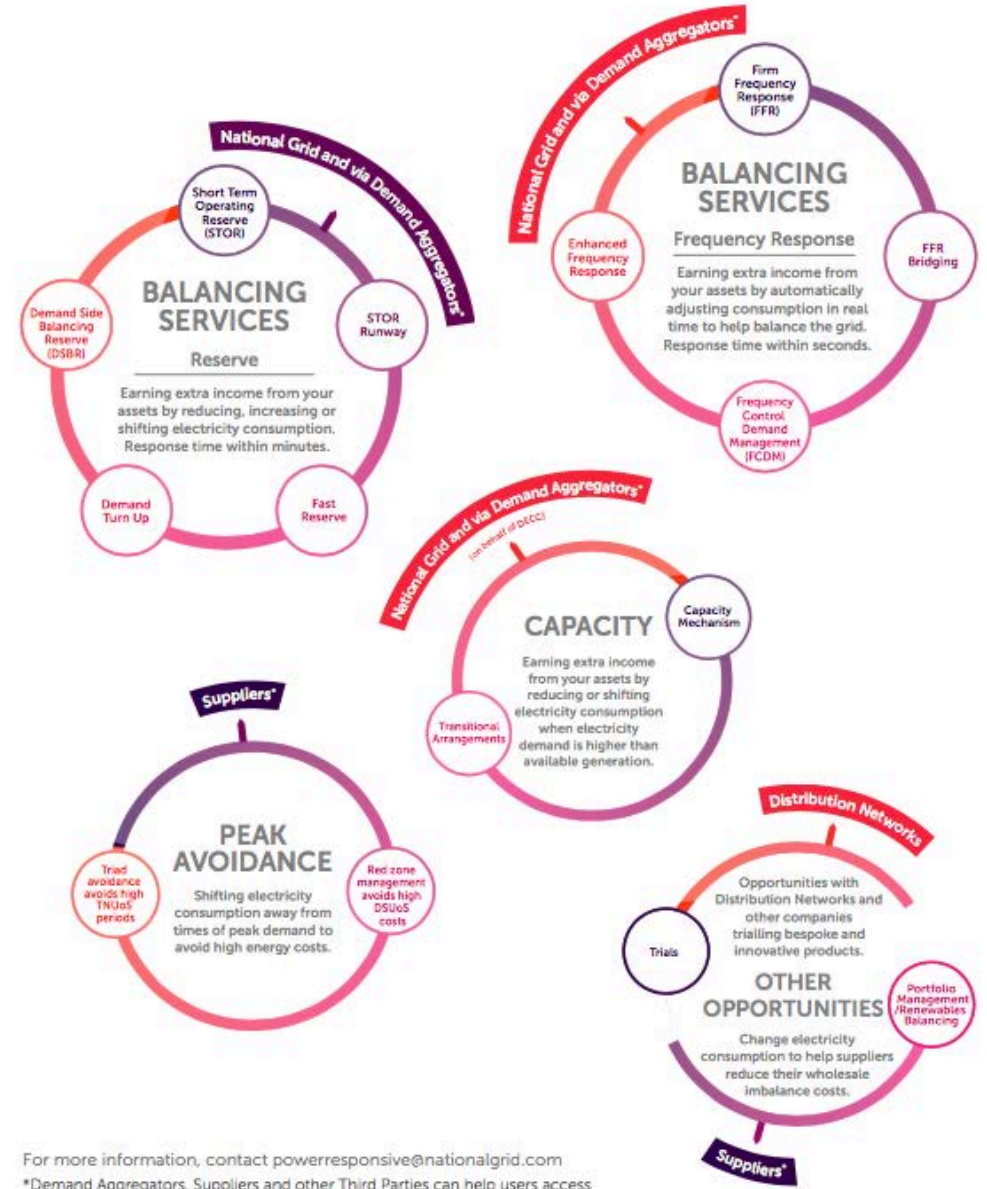 National Grid and via Demand Aggregators*
Short Term
Operating
Reserve
(STOR)
Demand Side
Balancing
Reserve
(DSBR)
STOR
Runway
BALANCING
SERVICES
Reserve
Earning extra income from your
assets by reducing, increasing or
shifting electricity consumption.
Response time within minutes.
Demand
Turn Up
Fast
Reserve
National Grid and via Demand Aggregators*
Firm
Frequency
Response
(FFR)
BALANCING
SERVICES
Frequency Response
Enhanced
Frequency
Response
FFR
Bridging
Earning extra income from
your assets by automatically
adjusting consumption in real
time to help balance the grid.
Response time within seconds.
Frequency
Control
Demand
Management
(FCDM)
National Grid and via Demand Aggregators*
(on behalf of DECC)
Capacity
Mechanism
CAPACITY
Earning extra income
from your assets by
reducing or shifting
electricity consumption
when electricity
demand is higher than
available generation.
Transitional
Arrangements
Suppliers*
PEAK
AVOIDANCE
Triad
avoidance
avoids high
TNUoS
periods
Red zone
management
avoids high
DSUoS
costs
Shifting electricity
consumption away from
times of peak demand to
avoid high energy costs.
Distribution Networks
Opportunities with
Distribution Networks and
other companies
trialling bespoke and
innovative products.
Trials
OTHER
OPPORTUNITIES
Portfolio
Management
/Renewables
Balancing
Change electricity
consumption to help suppliers
reduce their wholesale
imbalance costs.
Suppliers*
For more information, contact powerresponsive@nationalgrid.com
*Demand Aggregators, Suppliers and other Third Parties can help users access